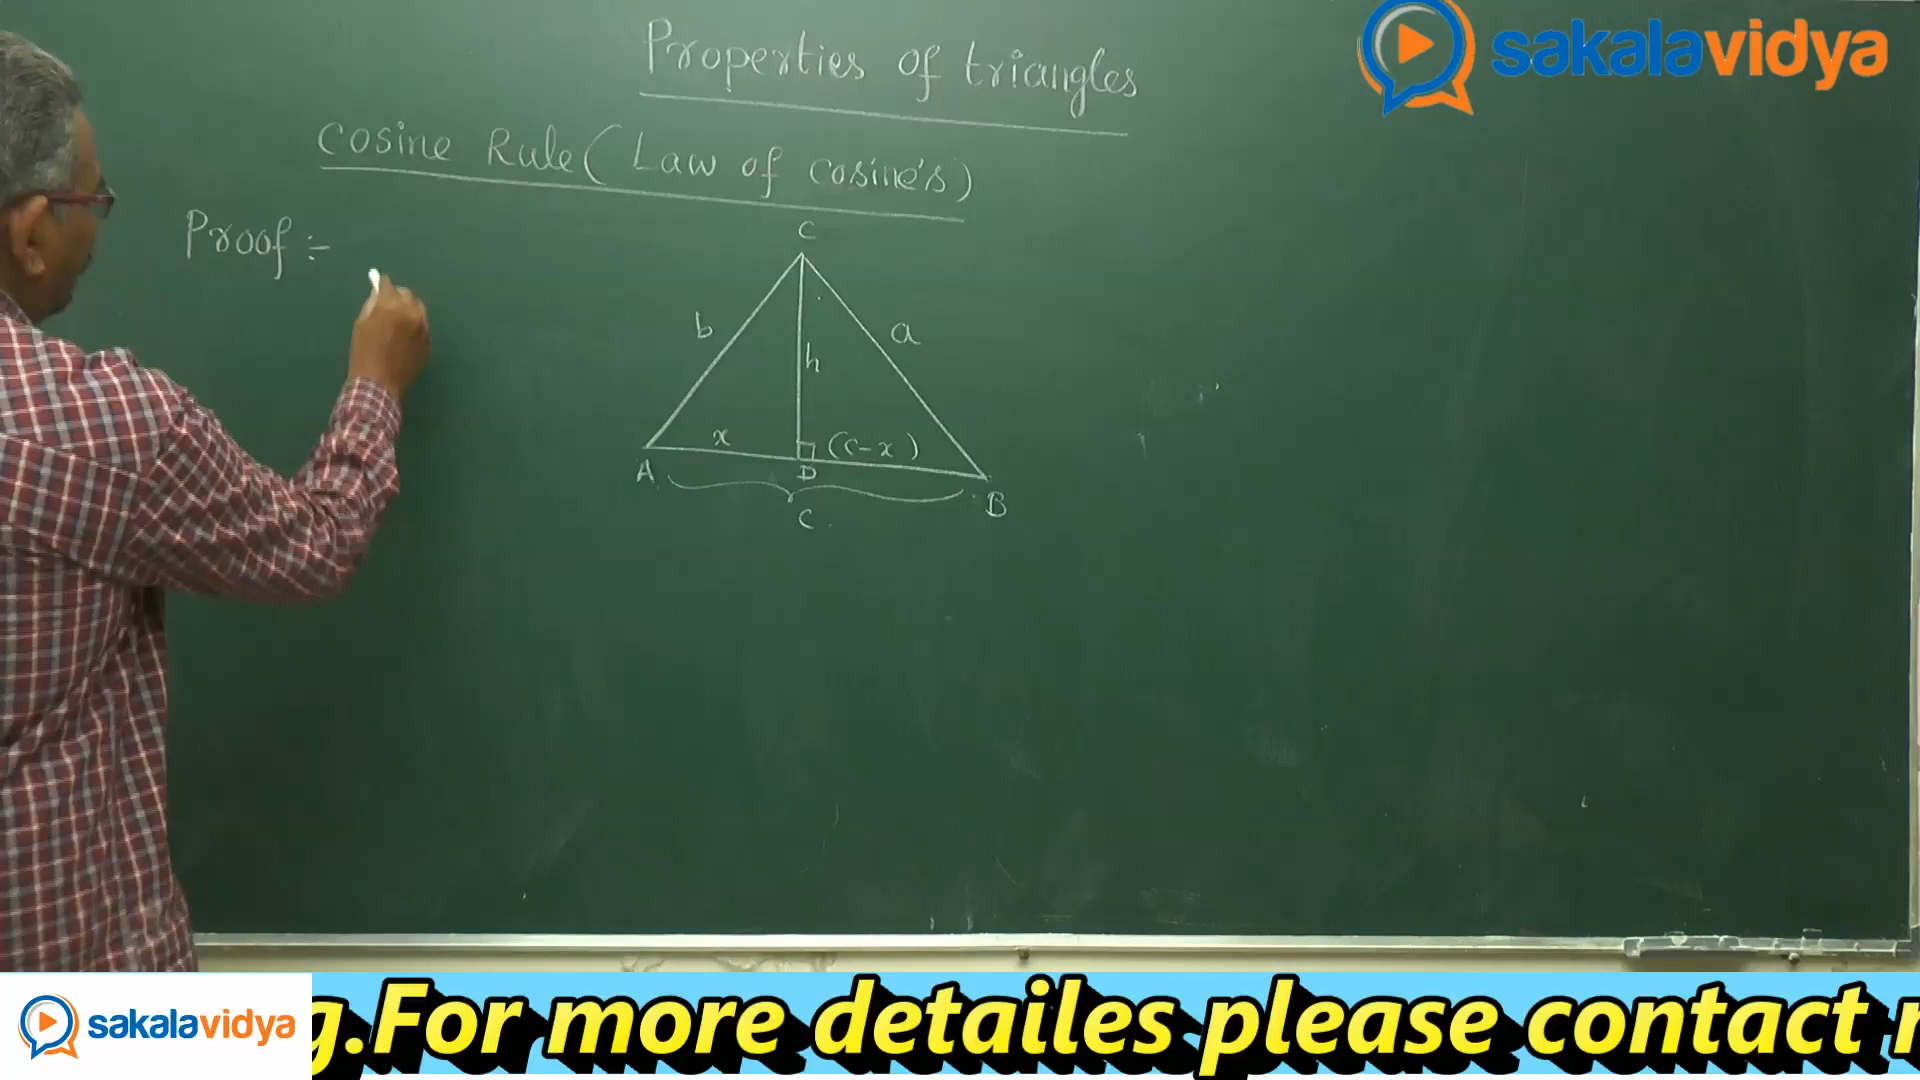 Properties of triangles
sakalavidya
Cosine Rule (Law of cosine's)
Proof :-
C
b
a
h
x
(c-x)
A
D
B
c
sakalavidya
g.For more detailes please contact